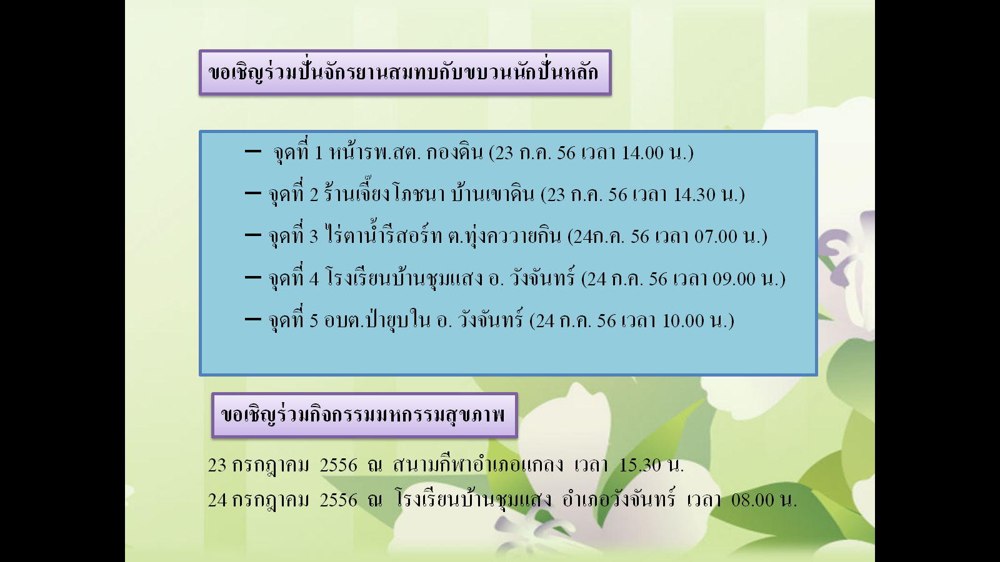 ขอเชิญร่วมปั่นจักรยานสมทบกับขบวนนักปั่นหลัก
– จุดที่ 1 หน้ารพ.สต. กองดิน (23 ก.ค. 56 เวลา 14.00 น.)
– จุดที่ 2 ร้านเจี๊ยงโภชนา บ้านเขาดิน (23 ก.ค. 56 เวลา 14.30 น.)
– จุดที่ 3 ไร่ตาน้ำรีสอร์ท ต.ทุ่งคววายกิน (24ก.ค. 56 เวลา 07.00 น.)
– จุดที่ 4 โรงเรียนบ้านชุมแสง อ. วังจันทร์ (24 ก.ค. 56 เวลา 09.00 น.)
– จุดที่ 5 อบต.ป่ายุบใน อ. วังจันทร์ (24 ก.ค. 56 เวลา 10.00 น.)
ขอเชิญร่วมกิจกรรมมหกรรมสุขภาพ
23 กรกฎาคม 2556 ณ สนามกีฬาอำเภอแกลง เวลา 15.30 น.
24 กรกฎาคม 2556 ณ โรงเรียนบ้านชุมแสง อำเภอวังจันทร์ เวลา 08.00 น.